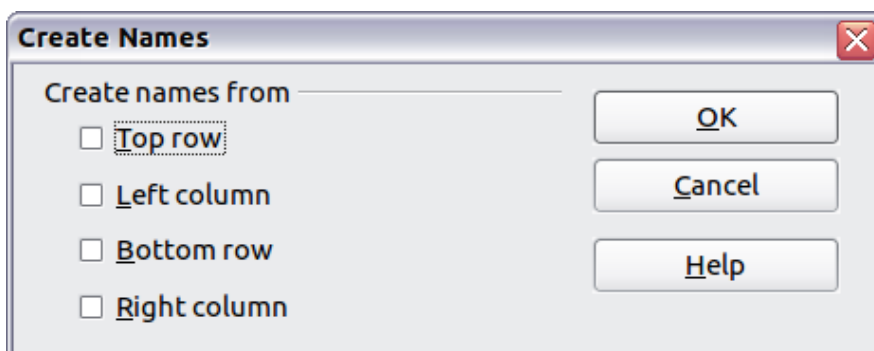 Create Names
Create names from
Top row
Left column
Bottom row
Right column
OK
Cancel
Help